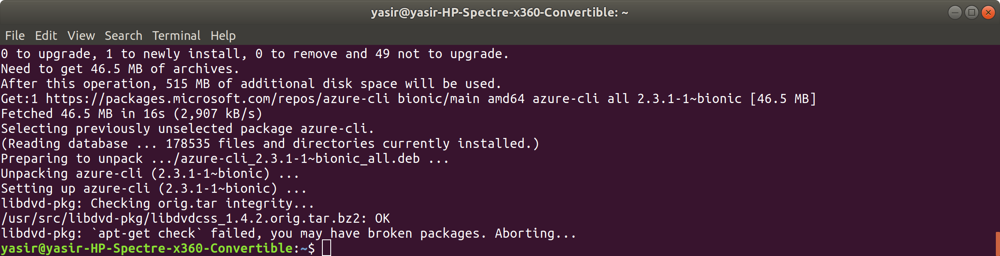 yasir@yasir-HP-Spectre-x360-Convertible: ~
File Edit View Search Terminal Help
0 to upgrade, 1 to newly install, 0 to remove and 49 not to upgrade.
Need to get 46.5 MB of archives.
After this operation, 515 MB of additional disk space will be used.
Get:1 https://packages.microsoft.com/repos/azure-cli bionic/main amd64 azure-cli all 2.3.1-1~bionic [46.5 MB]
Fetched 46.5 MB in 16s (2,907 kB/s)
Selecting previously unselected package azure-cli.
(Reading database ... 178535 files and directories currently installed.)
Preparing to unpack .../azure-cli_2.3.1-1~bionic_all.deb ...
Unpacking azure-cli (2.3.1-1~bionic) ...
Setting up azure-cli (2.3.1-1~bionic) ...
libdvd-pkg: Checking orig.tar integrity...
/usr/src/libdvd-pkg/libdvdcss_1.4.2.orig.tar.bz2: OK
libdvd-pkg: `apt-get check` failed, you may have broken packages. Aborting...
yasir@yasir-HP-Spectre-x360-Convertible:~$